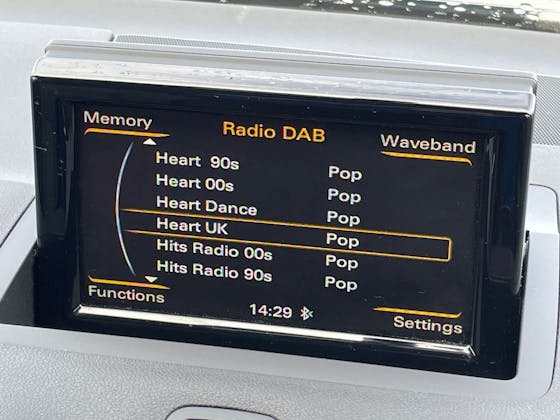 Memory
Radio DAB
Waveband
Heart 90s Pop
Heart 00s Pop
Heart Dance Pop
Heart UK Pop
Hits Radio 00s Pop
Hits Radio 90s Pop
Functions
14:29
Settings